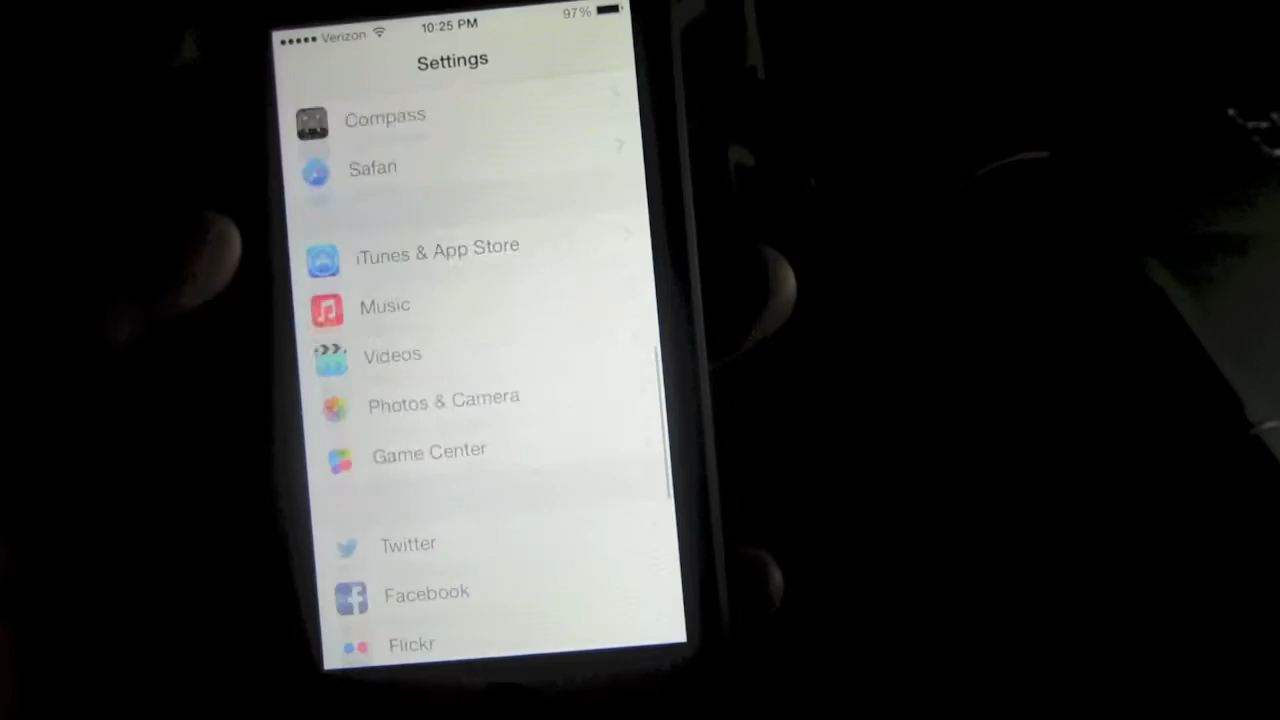 Verizon 10:25 PM 97%
Settings
Compass
Safari
iTunes & App Store
Music
Videos
Photos & Camera
Game Center
Twitter
Facebook
Flickr